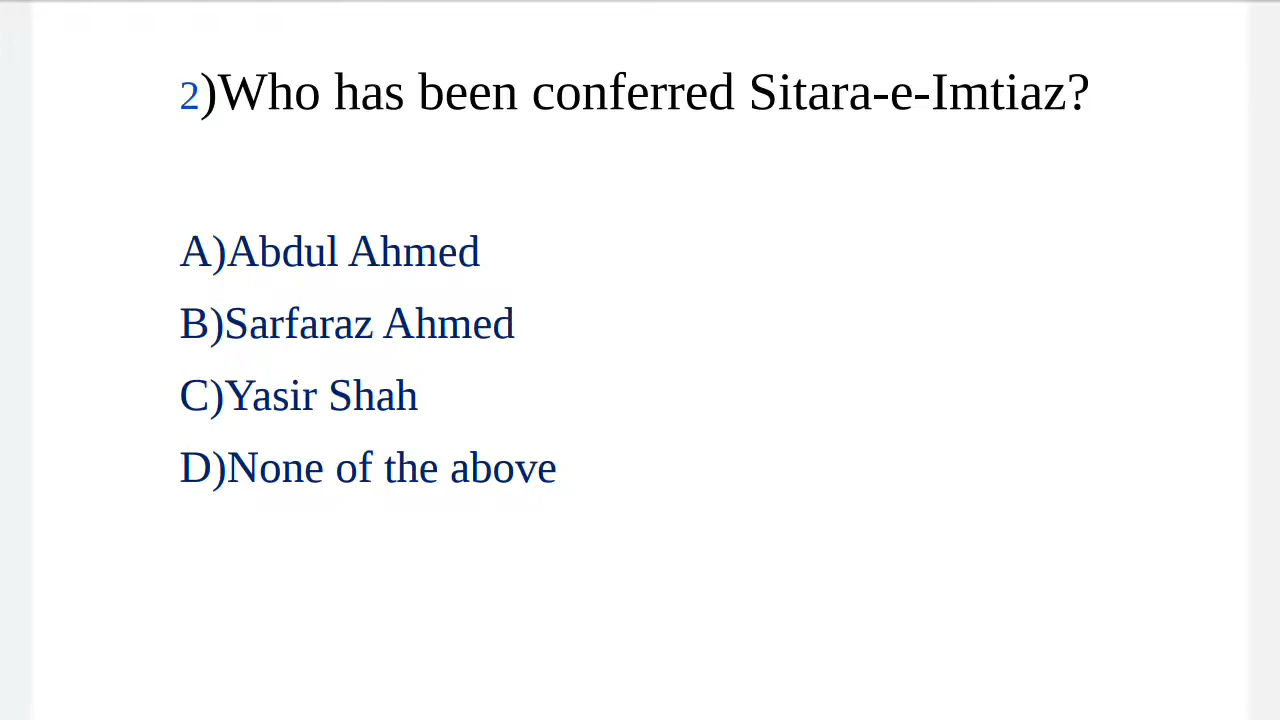 2)Who has been conferred Sitara-e-Imtiaz?
A)Abdul Ahmed
B)Sarfaraz Ahmed
C)Yasir Shah
D)None of the above